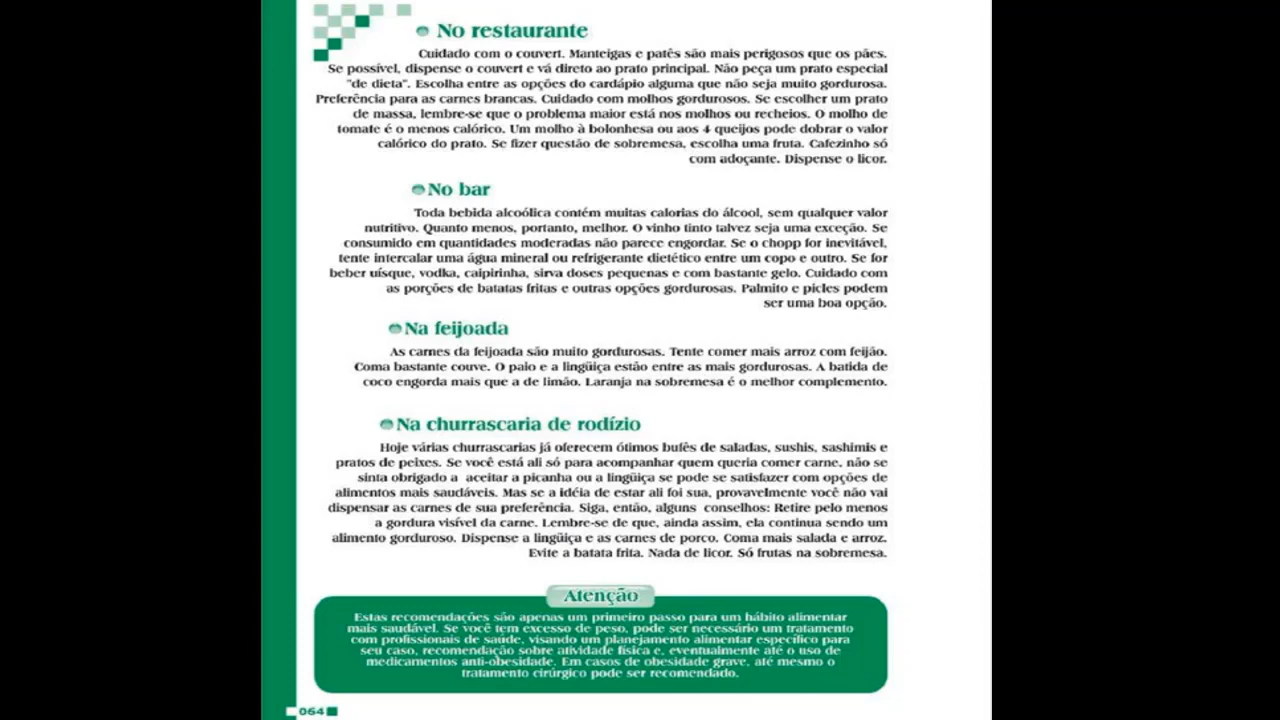 No restaurante
Cuidado com o couvert. Manteigas e patês são mais perigosos que os pães.
Se possível, dispense o couvert e vá direto ao prato principal. Não peça um prato especial
"de dieta". Escolha entre as opções do cardápio alguma que não seja muito gordurosa.
Preferência para as carnes brancas. Cuidado com molhos gordurosos. Se escolher um prato
de massa, lembre-se que o problema maior está nos molhos ou recheios. O molho de
tomate é o menos calórico. Um molho à bolonhesa ou aos 4 queijos pode dobrar o valor
calórico do prato. Se fizer questão de sobremesa, escolha uma fruta. Cafezinho só
com adoçante. Dispense o licor.
No bar
Toda bebida alcoólica contém muitas calorias do álcool, sem qualquer valor
nutritivo. Quanto menos, portanto, melhor. O vinho tinto talvez seja uma exceção. Se
consumido em quantidades moderadas não parece engordar. Se o chopp for inevitável,
tente intercalar uma água mineral ou refrigerante dietético entre um copo e outro. Se for
beber uísque, vodka, caipirinha, sirva doses pequenas e com bastante gelo. Cuidado com
as porções de batatas fritas e outras opções gordurosas. Palmito e picles podem
ser uma boa opção.
Na feijoada
As carnes da feijoada são muito gordurosas. Tente comer mais arroz com feijão.
Coma bastante couve. O paio e a lingüiça estão entre as mais gordurosas. A batida de
coco engorda mais que a de limão. Laranja na sobremesa é o melhor complemento.
Na churrascaria de rodízio
Hoje várias churrascarias já oferecem ótimos bufês de saladas, sushis, sashimis e
pratos de peixes. Se você está ali só para acompanhar quem queria comer carne, não se
sinta obrigado a aceitar a picanha ou a lingüiça se pode se satisfazer com opções de
alimentos mais saudáveis. Mas se a idéia de estar ali foi sua, provavelmente você não vai
dispensar as carnes de sua preferência. Siga, então, alguns conselhos: Retire pelo menos
a gordura visível da carne. Lembre-se de que, ainda assim, ela continua sendo um
alimento gorduroso. Dispense a lingüiça e as carnes de porco. Coma mais salada e arroz.
Evite a batata frita. Nada de licor. Só frutas na sobremesa.
Atenção
Estas recomendações são apenas um primeiro passo para um hábito alimentar
mais saudável. Se você tem excesso de peso, pode ser necessário um tratamento
com profissionais de saúde, visando um planejamento alimentar específico para
seu caso, recomendação sobre atividade física e, eventualmente até o uso de
medicamentos anti-obesidade. Em casos de obesidade grave, até mesmo o
tratamento cirúrgico pode ser recomendado.
064